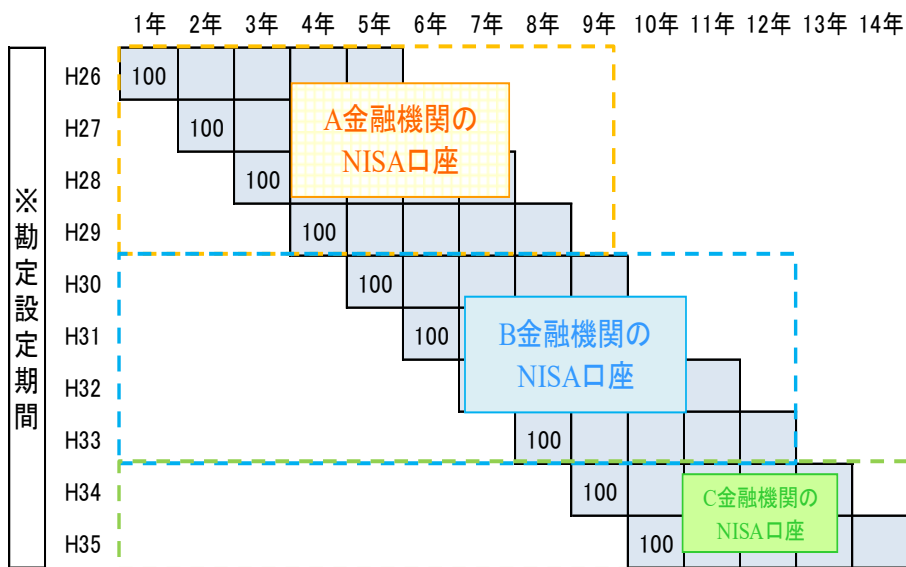 1年 2年 3年 4年 5年 6年 7年 8年 9年 10年 11年 12年 13年 14年
※勘定設定期間
H26 100
H27 100
H28 100
H29 100
A金融機関の
NISA口座
H30 100
H31 100
H32
H33 100
B金融機関の
NISA口座
H34 100
H35 100
C金融機関の
NISA口座